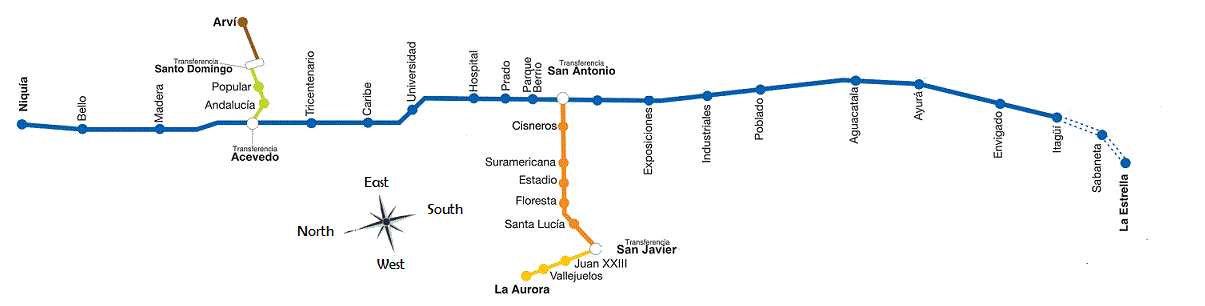 Arví
Transferencia
Santo Domingo
Popular
Andalucía
Niquía
Bello
Madera
Transferencia
Acevedo
Tricentenario
Caribe
Universidad
Hospital
Prado
Parque
Berrio
Transferencia
San Antonio
Exposiciones
Industriales
Poblado
Aguacatala
Ayurá
Envigado
Itagüí
Sabaneta
La Estrella
Cisneros
Suramericana
Estadio
Floresta
Santa Lucía
Transferencia
San Javier
Juan XXIII
Vallejuelos
La Aurora
East
South
North
West